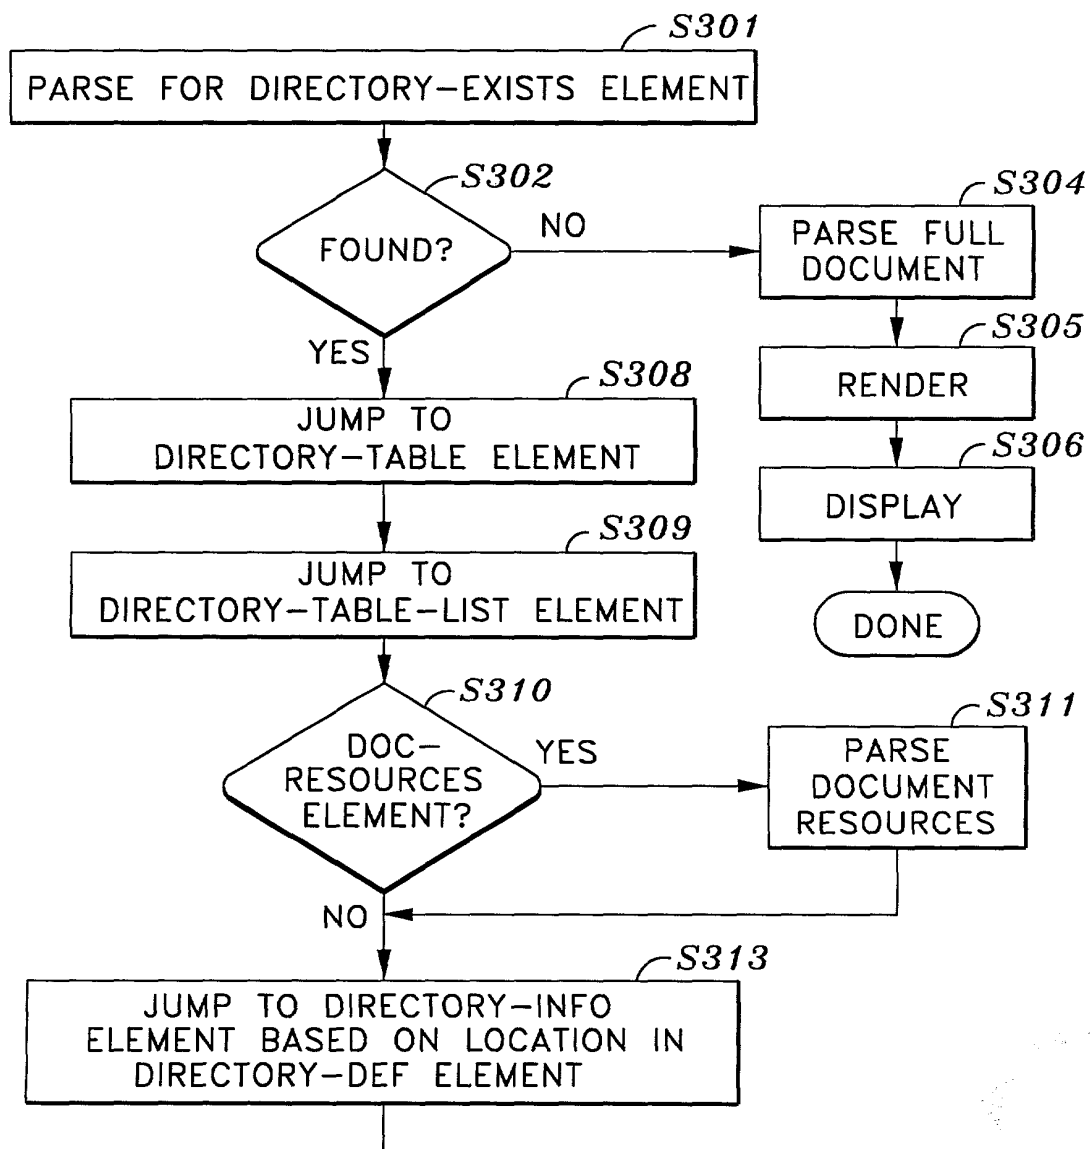 S301
PARSE FOR DIRECTORY-EXISTS ELEMENT
S302
FOUND?
NO
YES
S304
PARSE FULL
DOCUMENT
S305
RENDER
S306
DISPLAY
DONE
S308
JUMP TO
DIRECTORY-TABLE ELEMENT
S309
JUMP TO
DIRECTORY-TABLE-LIST ELEMENT
S310
DOC-
RESOURCES
ELEMENT?
YES
S311
PARSE
DOCUMENT
RESOURCES
NO
S313
JUMP TO DIRECTORY-INFO
ELEMENT BASED ON LOCATION IN
DIRECTORY-DEF ELEMENT